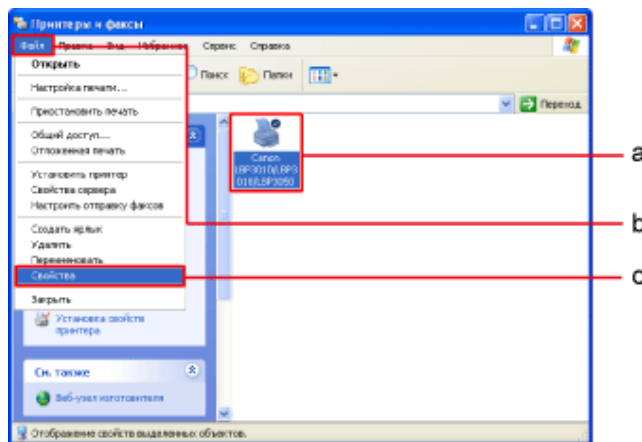 Принтеры и факсы
Файл Правка Вид Избранное Сервис Справка
Открыть
Поиск Папки
Настройка печати...
Приостановить печать
Переход
Общий доступ...
Отложенная печать
Canon
LBP3010/LBP3
018/LBP3050
a
Установить принтер
Свойства сервера
Настроить отправку факсов
b
Создать ярлык
Удалить
Переименовать
Свойства
c
Закрыть
Установка свойств
принтера
См. также
Веб-узел изготовителя
Отображение свойств выделенных объектов.